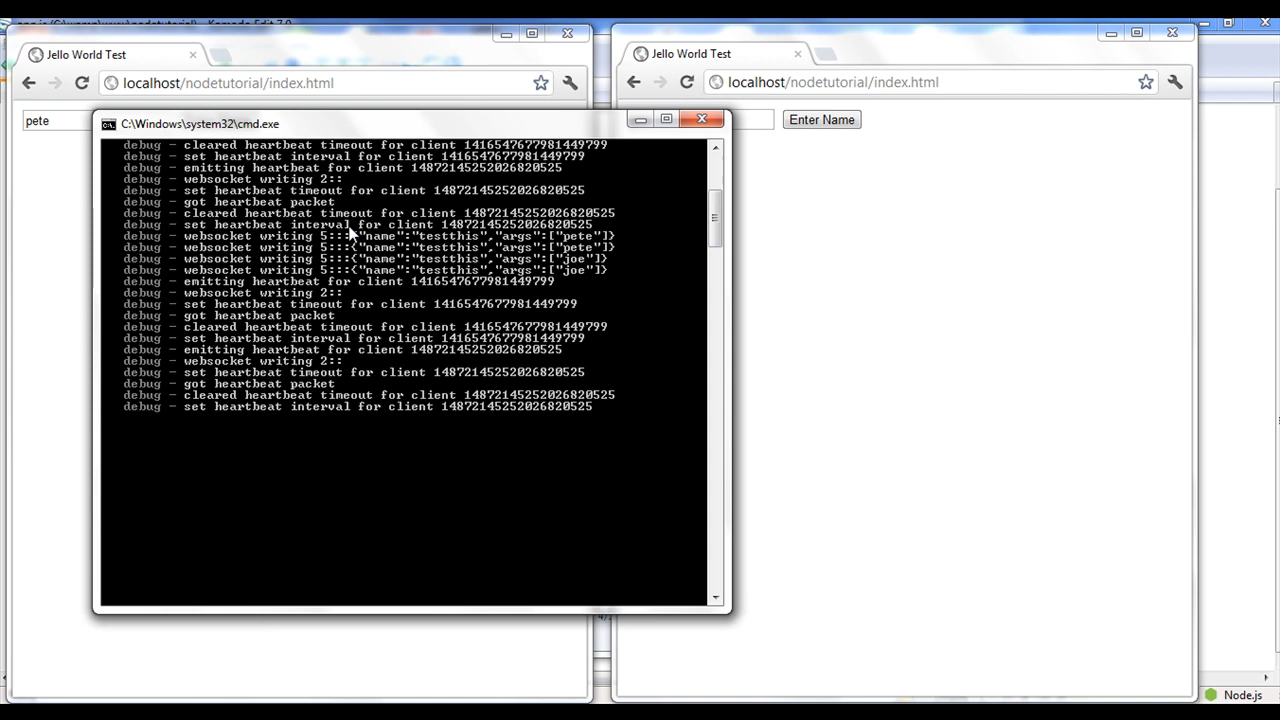 Jello World Test
localhost/nodetutorial/index.html
pete
Jello World Test
localhost/nodetutorial/index.html
Enter Name
C:\Windows\system32\cmd.exe
debug - cleared heartbeat timeout for client 1416547677981449799
debug - set heartbeat interval for client 1416547677981449799
debug - emitting heartbeat for client 14872145252026820525
debug - websocket writing 2::
debug - set heartbeat timeout for client 14872145252026820525
debug - got heartbeat packet
debug - cleared heartbeat timeout for client 14872145252026820525
debug - set heartbeat interval for client 14872145252026820525
debug - websocket writing 5:::{"name":"testthis","args":["pete"]}
debug - websocket writing 5:::{"name":"testthis","args":["pete"]}
debug - websocket writing 5:::{"name":"testthis","args":["joe"]}
debug - websocket writing 5:::{"name":"testthis","args":["joe"]}
debug - emitting heartbeat for client 1416547677981449799
debug - websocket writing 2::
debug - set heartbeat timeout for client 1416547677981449799
debug - got heartbeat packet
debug - cleared heartbeat timeout for client 1416547677981449799
debug - set heartbeat interval for client 1416547677981449799
debug - emitting heartbeat for client 14872145252026820525
debug - websocket writing 2::
debug - set heartbeat timeout for client 14872145252026820525
debug - got heartbeat packet
debug - cleared heartbeat timeout for client 14872145252026820525
debug - set heartbeat interval for client 14872145252026820525
Node.js